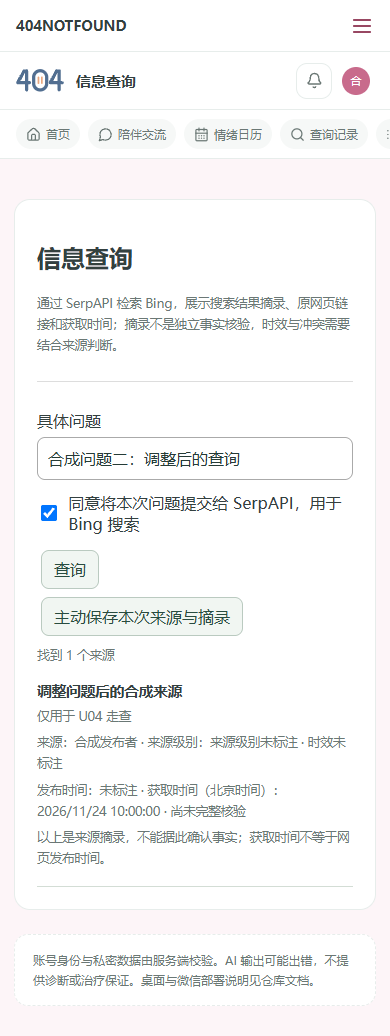 404NOTFOUND
404 信息查询
合
首页 陪伴交流 情绪日历 查询记录
信息查询
通过 SerpAPI 检索 Bing，展示搜索结果摘录、原网页链
接和获取时间；摘录不是独立事实核验，时效与冲突需要
结合来源判断。
具体问题
合成问题二：调整后的查询
同意将本次问题提交给 SerpAPI，用于
Bing 搜索
查询
主动保存本次来源与摘录
找到 1 个来源
调整问题后的合成来源
仅用于 U04 走查
来源：合成发布者 · 来源级别：来源级别未标注 · 时效未
标注
发布时间：未标注 · 获取时间（北京时间）：
2026/11/24 10:00:00 · 尚未完整核验
以上是来源摘录，不能据此确认事实；获取时间不等于网
页发布时间。
账号身份与私密数据由服务端校验。AI 输出可能出错，不提
供诊断或治疗保证。桌面与微信部署说明见仓库文档。